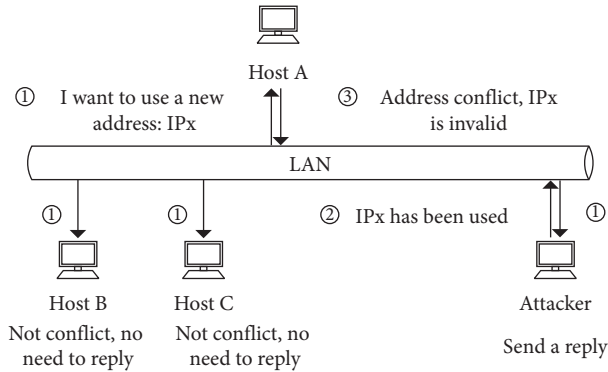 Host A
① I want to use a new
address: IPx
③ Address conflict, IPx
is invalid
LAN
①
①
② IPx has been used
①
Host B
Not conflict, no
need to reply
Host C
Not conflict, no
need to reply
Attacker
Send a reply